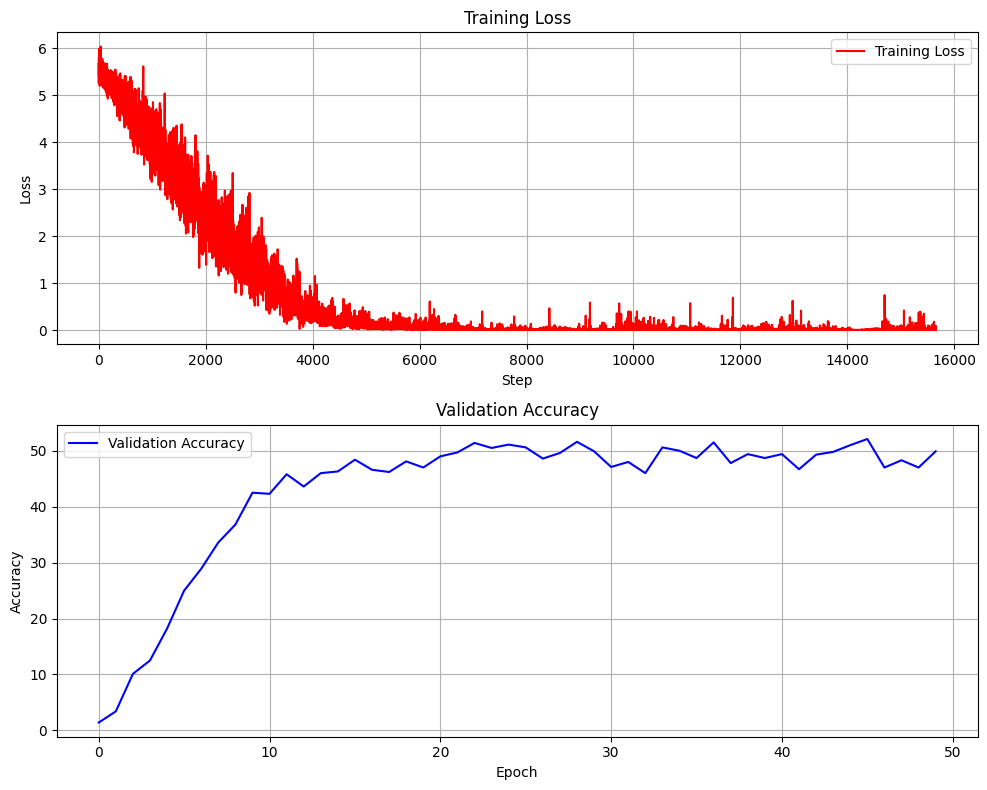 Training Loss
Training Loss
6
5
4
3
2
1
0
Loss
0 2000 4000 6000 8000 10000 12000 14000 16000
Step
Validation Accuracy
Validation Accuracy
50
40
30
20
10
0
Accuracy
0 10 20 30 40 50
Epoch